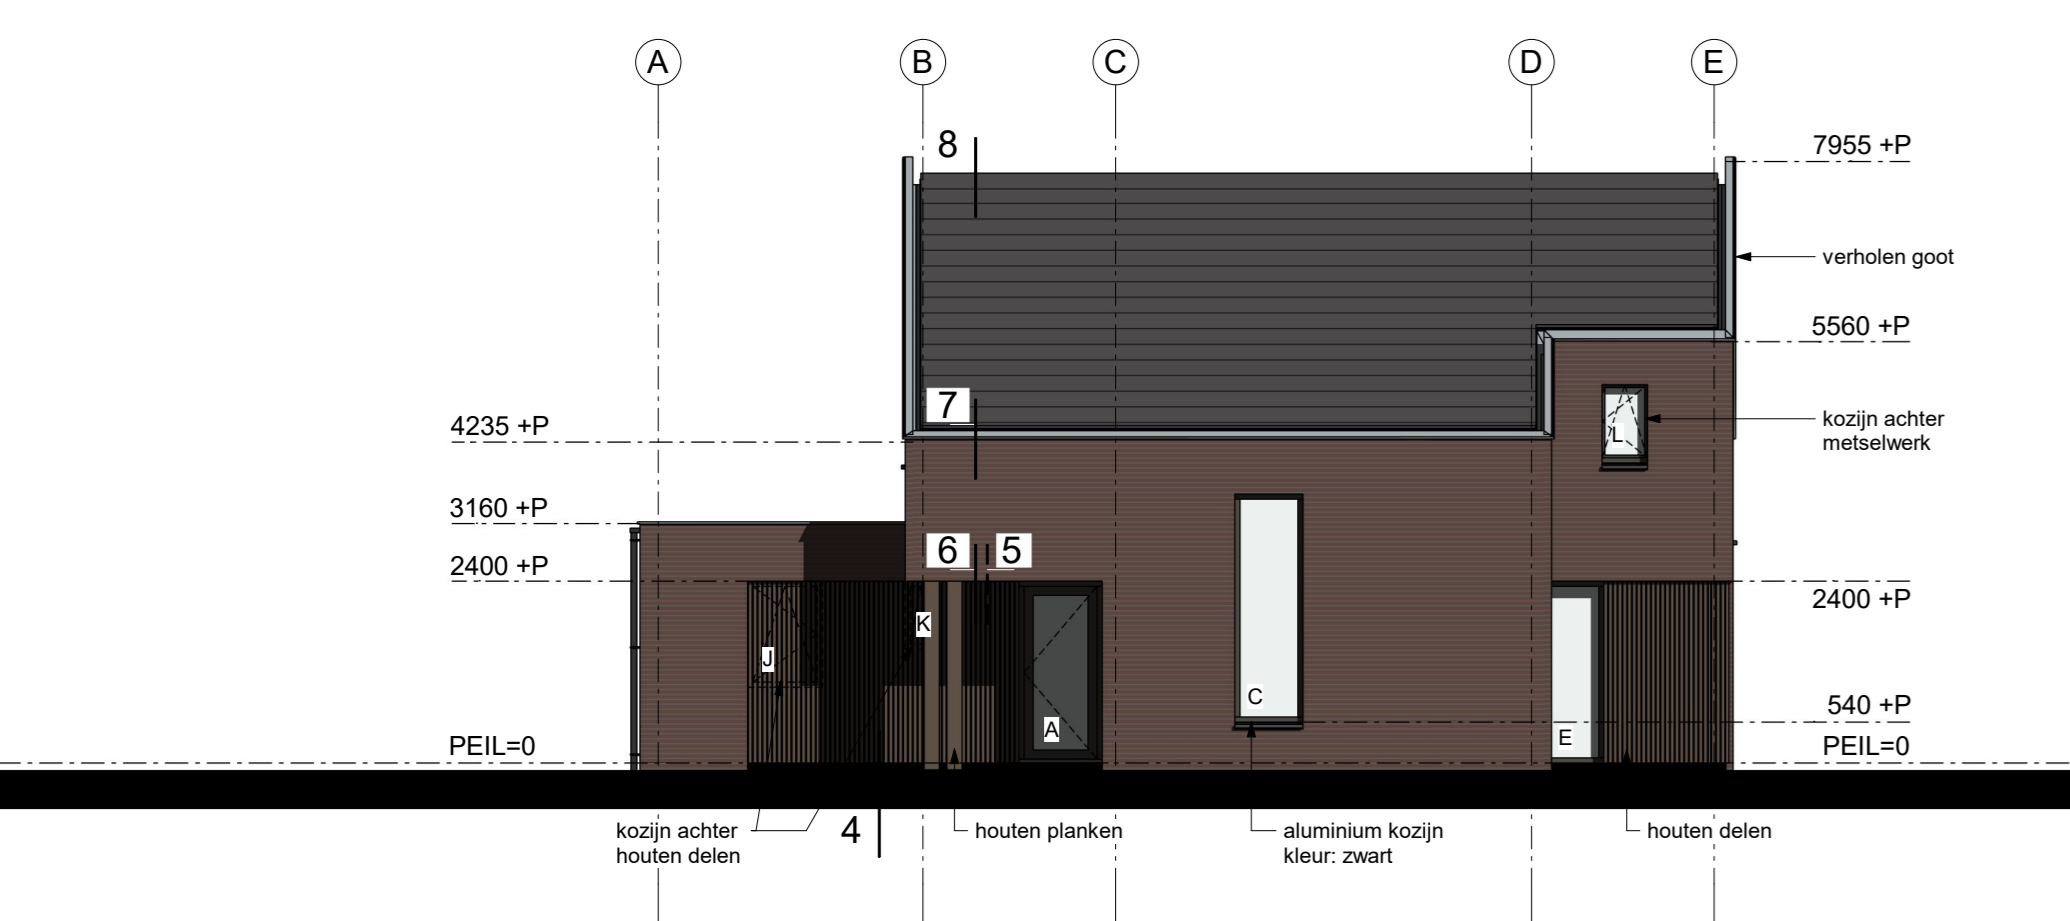 A
B
C
D
E
8
7955 +P
verholen goot
5560 +P
7
4235 +P
kozijn achter
metselwerk
L
3160 +P
6
5
2400 +P
2400 +P
K
J
C
A
E
540 +P
PEIL=0
PEIL=0
kozijn achter
houten delen
4
houten planken
aluminium kozijn
kleur: zwart
houten delen